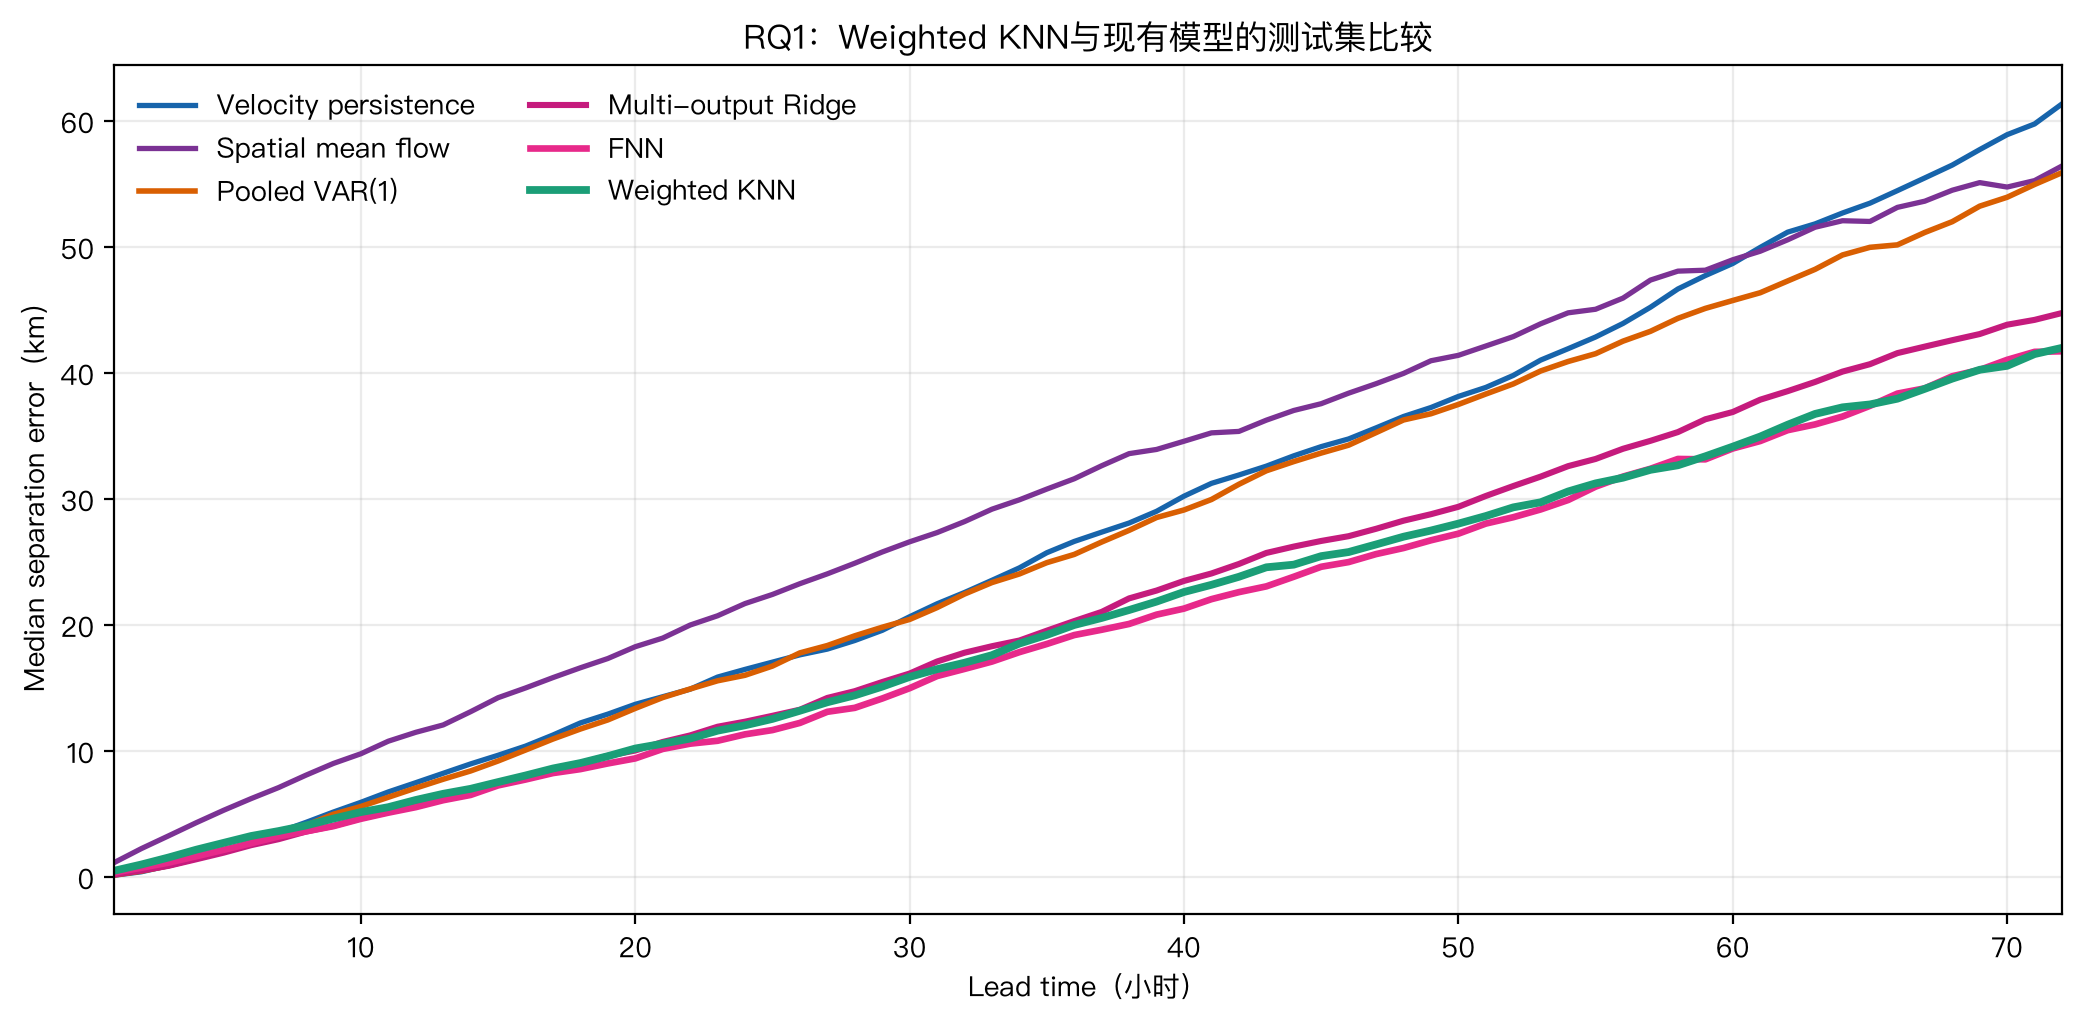 RQ1：Weighted KNN与现有模型的测试集比较
Velocity persistence
Spatial mean flow
Pooled VAR(1)
Multi–output Ridge
FNN
Weighted KNN
Median separation error（km）
60
50
40
30
20
10
0
10
20
30
40
50
60
70
Lead time（小时）